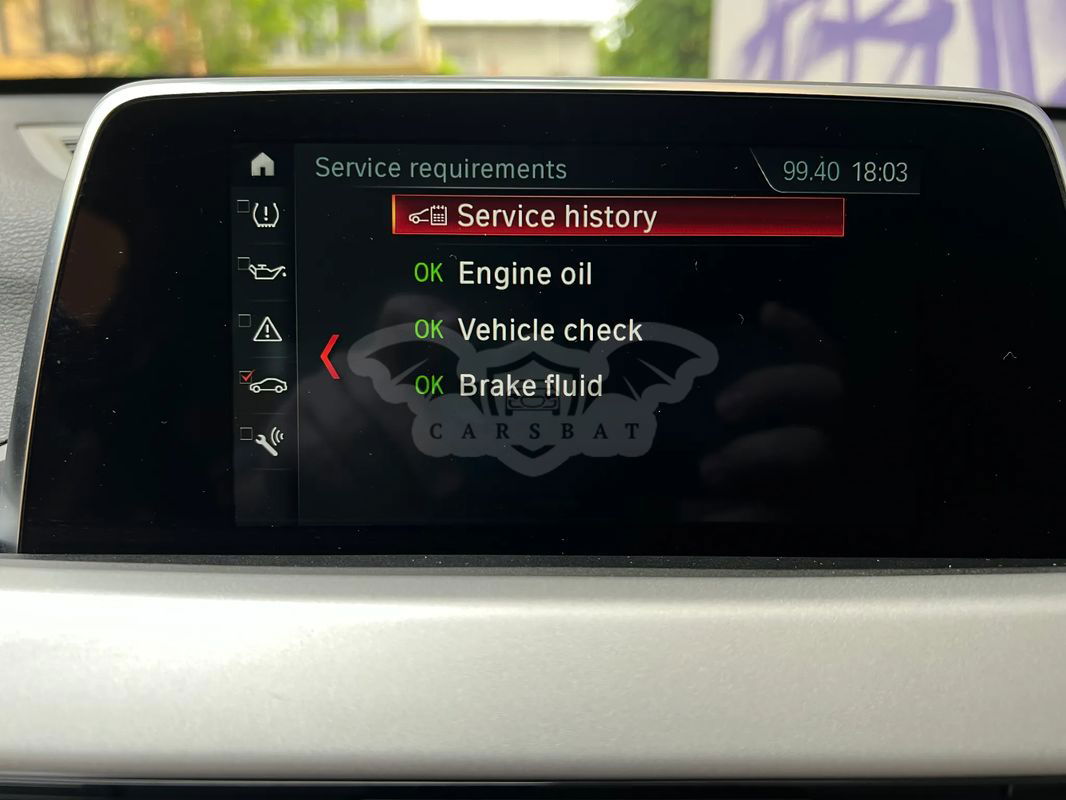 Service requirements 99.40 18:03
Service history
OK Engine oil
OK Vehicle check
OK Brake fluid
CARSBAT